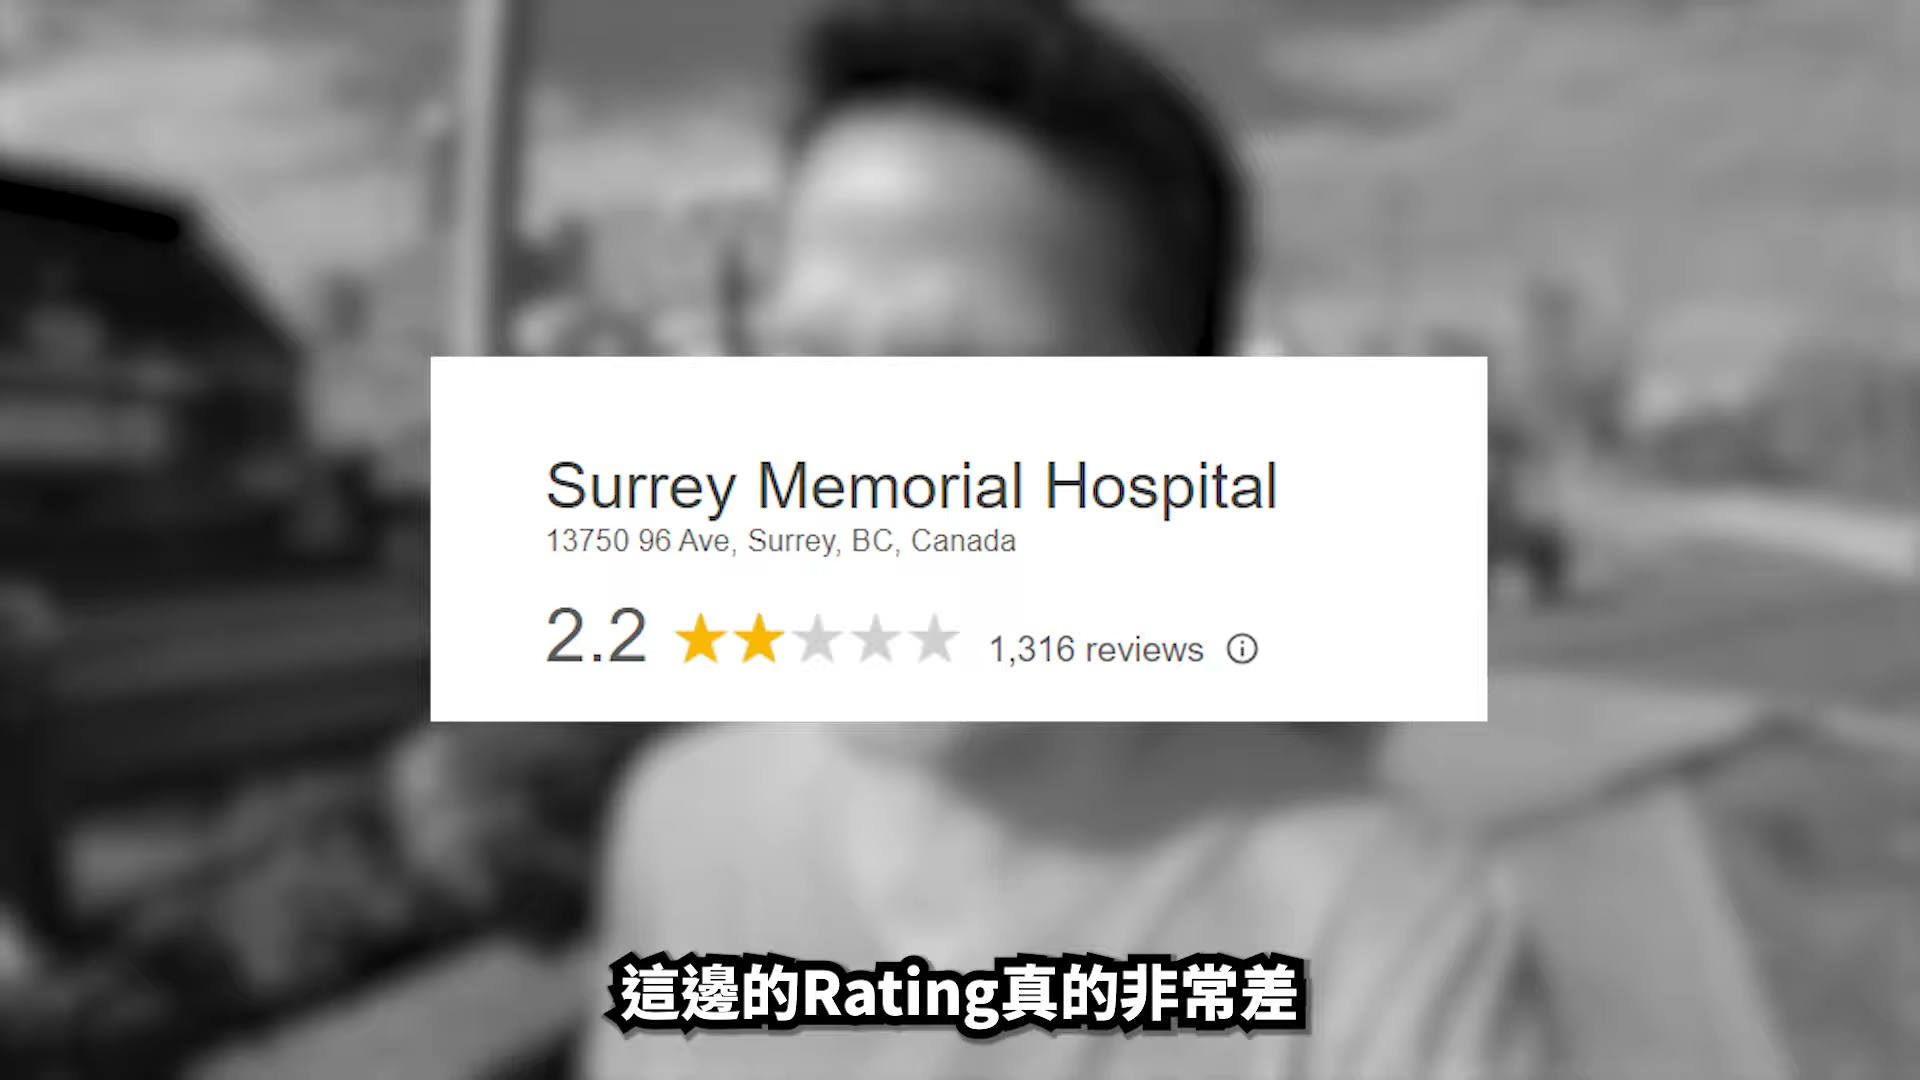 Surrey Memorial Hospital
13750 96 Ave, Surrey, BC, Canada
2.2 1,316 reviews
這邊的Rating真的非常差